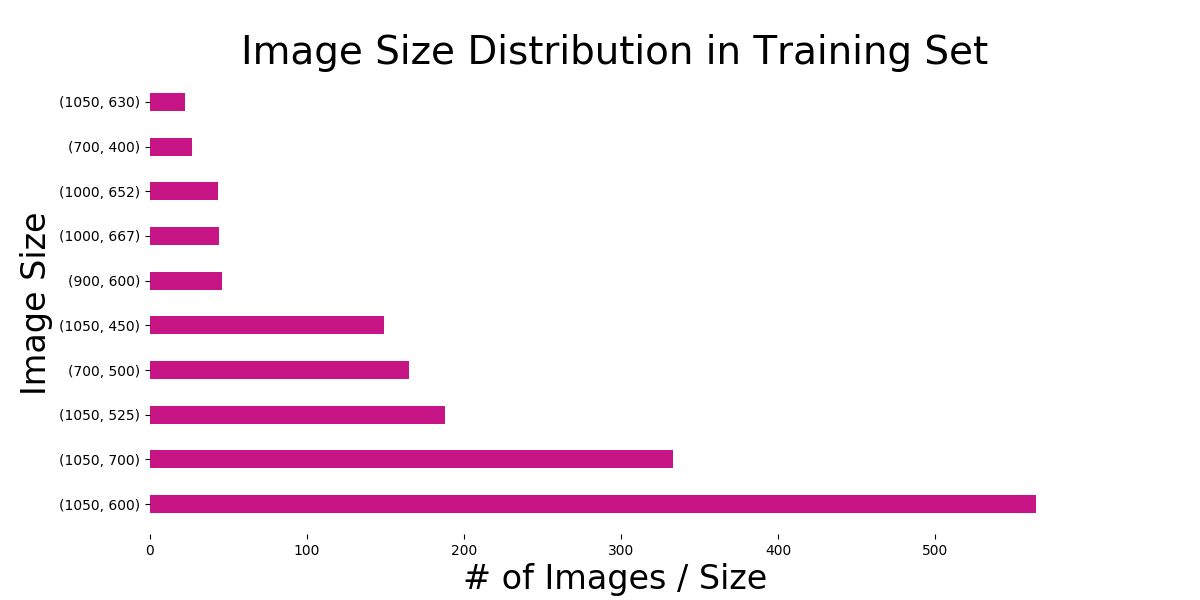 Image Size Distribution in Training Set
Image Size
(1050, 630)
(700, 400)
(1000, 652)
(1000, 667)
(900, 600)
(1050, 450)
(700, 500)
(1050, 525)
(1050, 700)
(1050, 600)
0 100 200 300 400 500
# of Images / Size